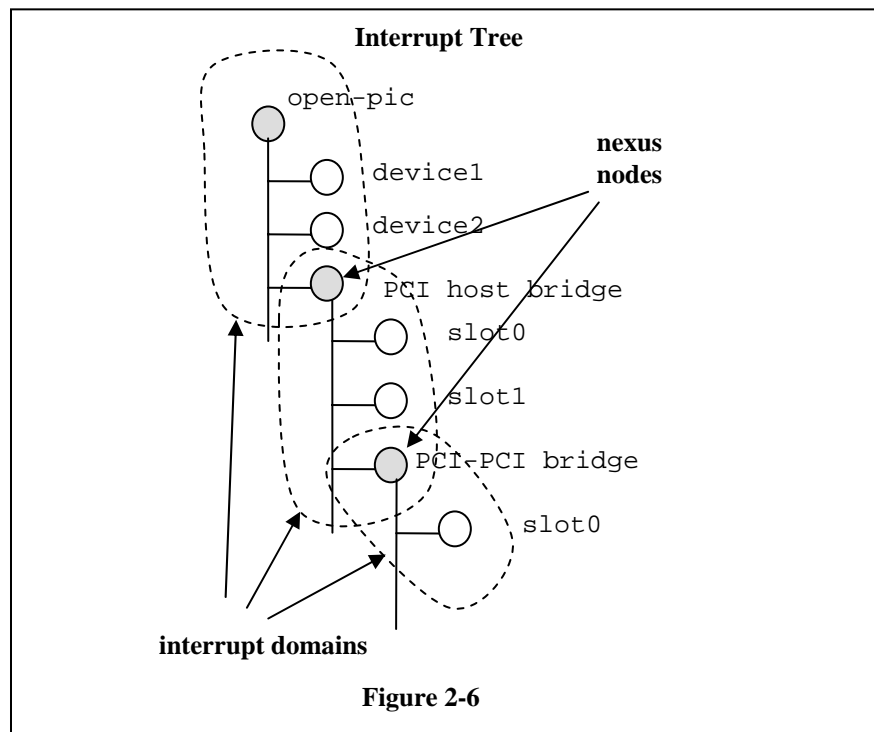 Interrupt Tree
open-pic
nexus
nodes
device1
device2
PCI host bridge
slot0
slot1
PCI-PCI bridge
slot0
interrupt domains
Figure 2-6